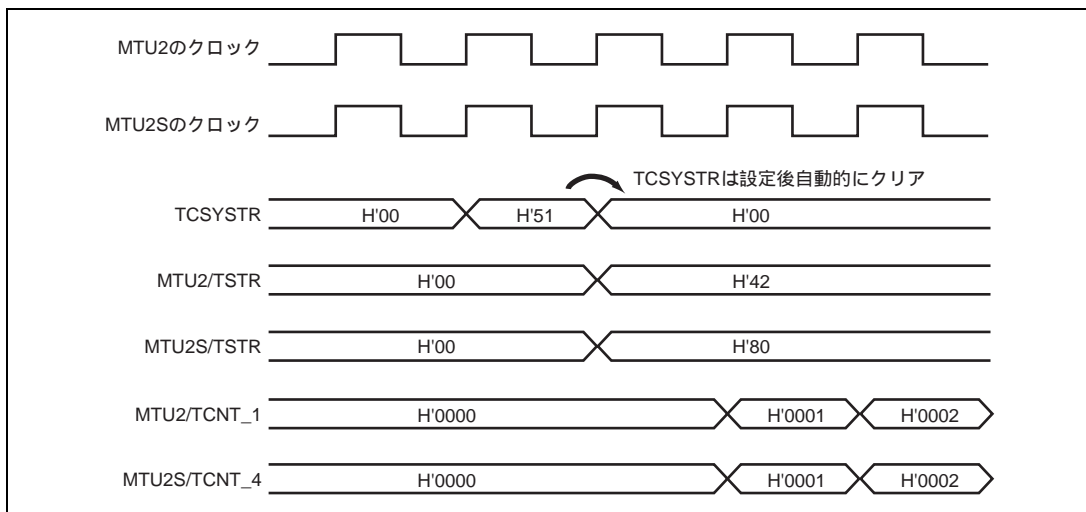 MTU2のクロック
MTU2Sのクロック
TCSYSTRは設定後自動的にクリア
TCSYSTR H'00 H'51 H'00
MTU2/TSTR H'00 H'42
MTU2S/TSTR H'00 H'80
MTU2/TCNT_1 H'0000 H'0001 H'0002
MTU2S/TCNT_4 H'0000 H'0001 H'0002